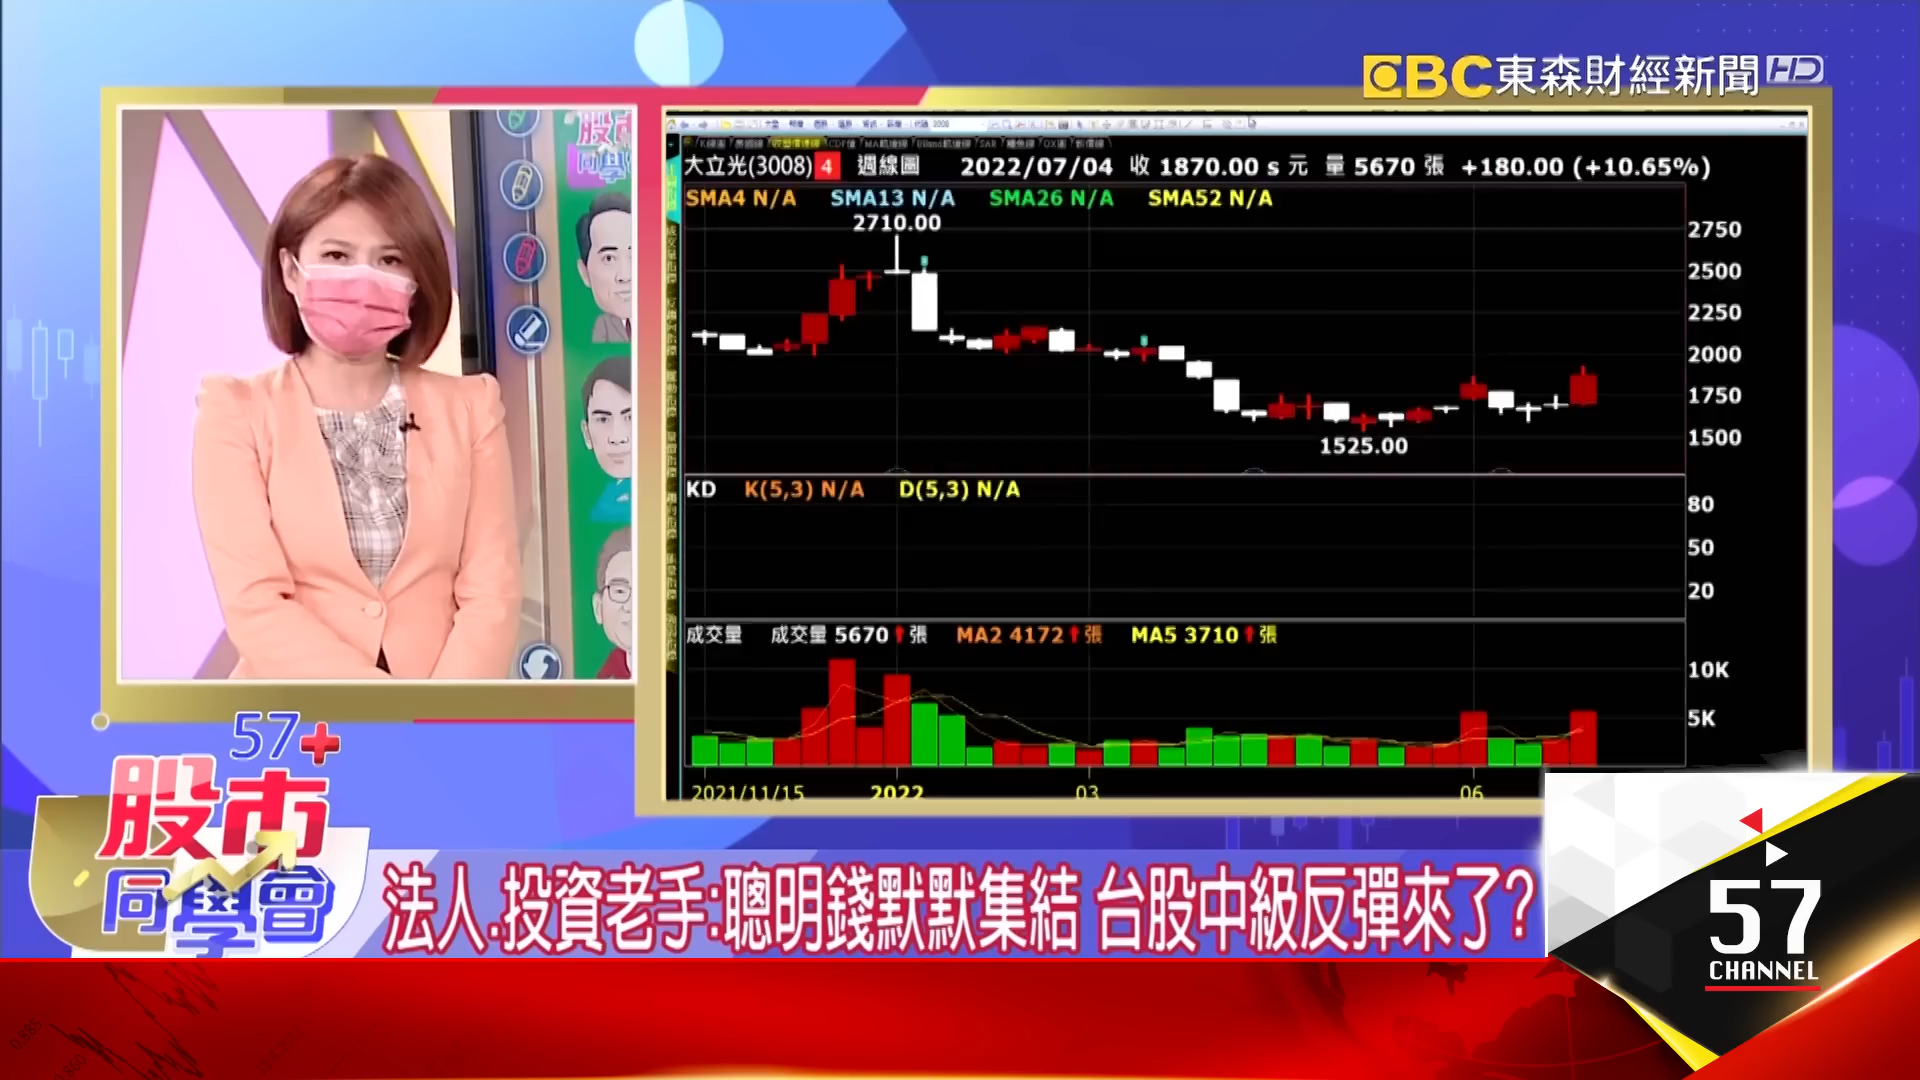 EBC東森財經新聞HD
股市
同學
大立光(3008) 4 週線圖 2022/07/04 收 1870.00 s 元 量 5670 張 +180.00 (+10.65%)
SMA4 N/A SMA13 N/A SMA26 N/A SMA52 N/A
2710.00
2750
2500
2250
2000
1750
1500
1525.00
KD K(5,3) N/A D(5,3) N/A
80
50
20
成交量 成交量 5670 張 MA2 4172 張 MA5 3710 張
10K
5K
2021/11/15 2022 03 06
57+
股市
同學會
法人.投資老手:聰明錢默默集結 台股中級反彈來了?
57
CHANNEL